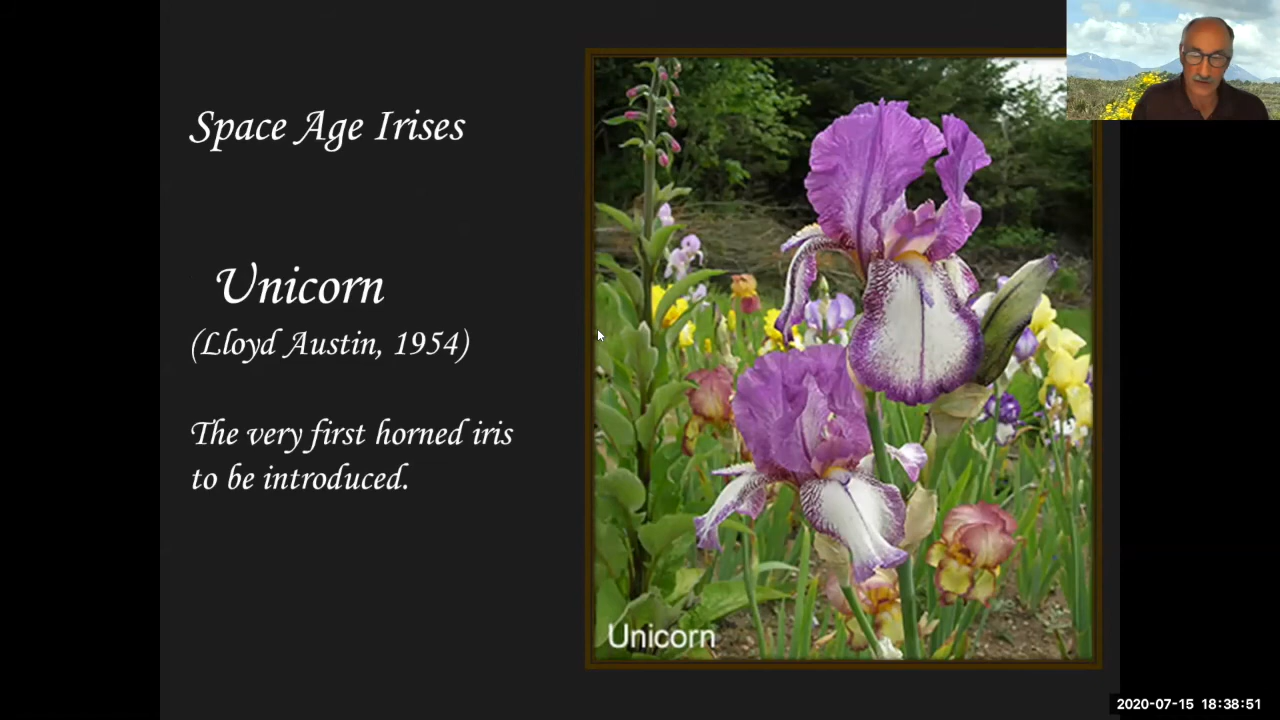 Space Age Irises
Unicorn
(Lloyd Austin, 1954)
The very first horned iris
to be introduced.
Unicorn
2020-07-15 18:38:51